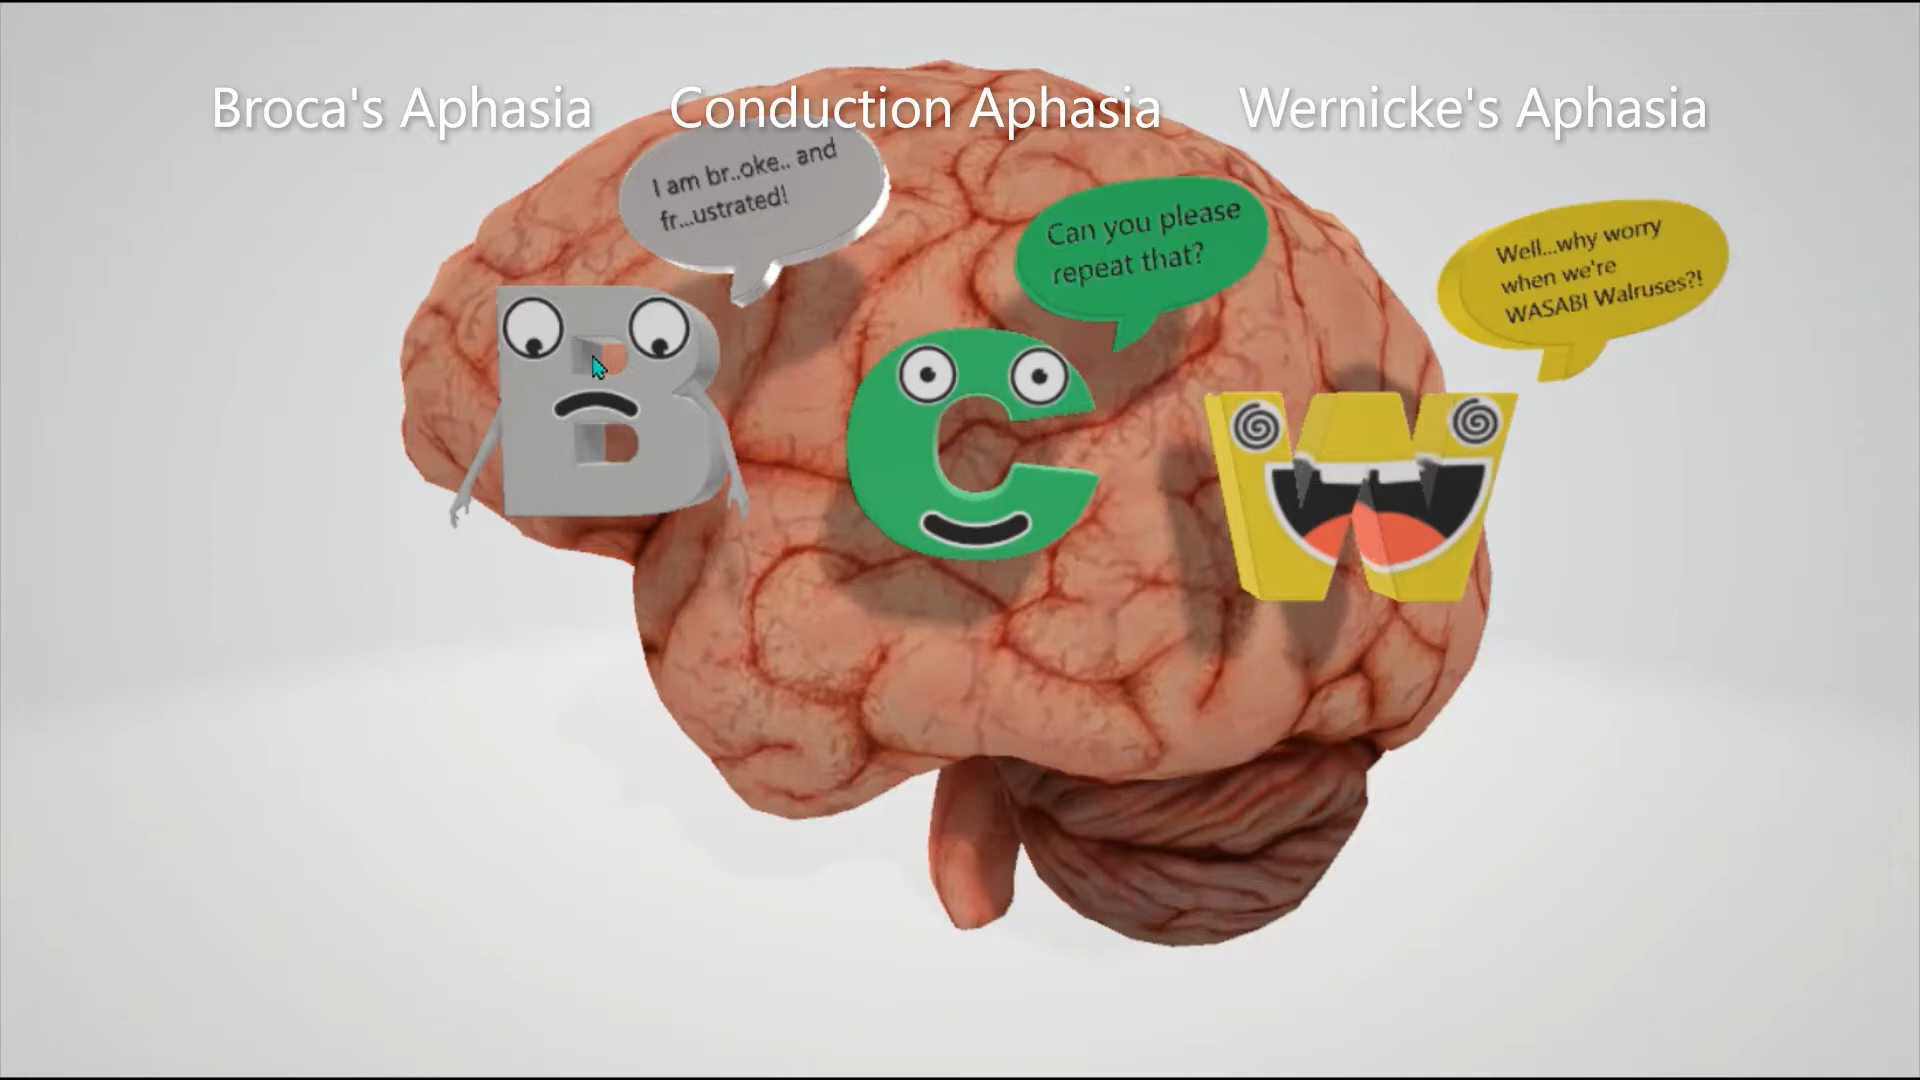 Broca's Aphasia
Conduction Aphasia
Wernicke's Aphasia
I am br..oke.. and
fr...ustrated!
Can you please
repeat that?
Well...why worry
when we're
WASABI Walruses?!
B
C
W